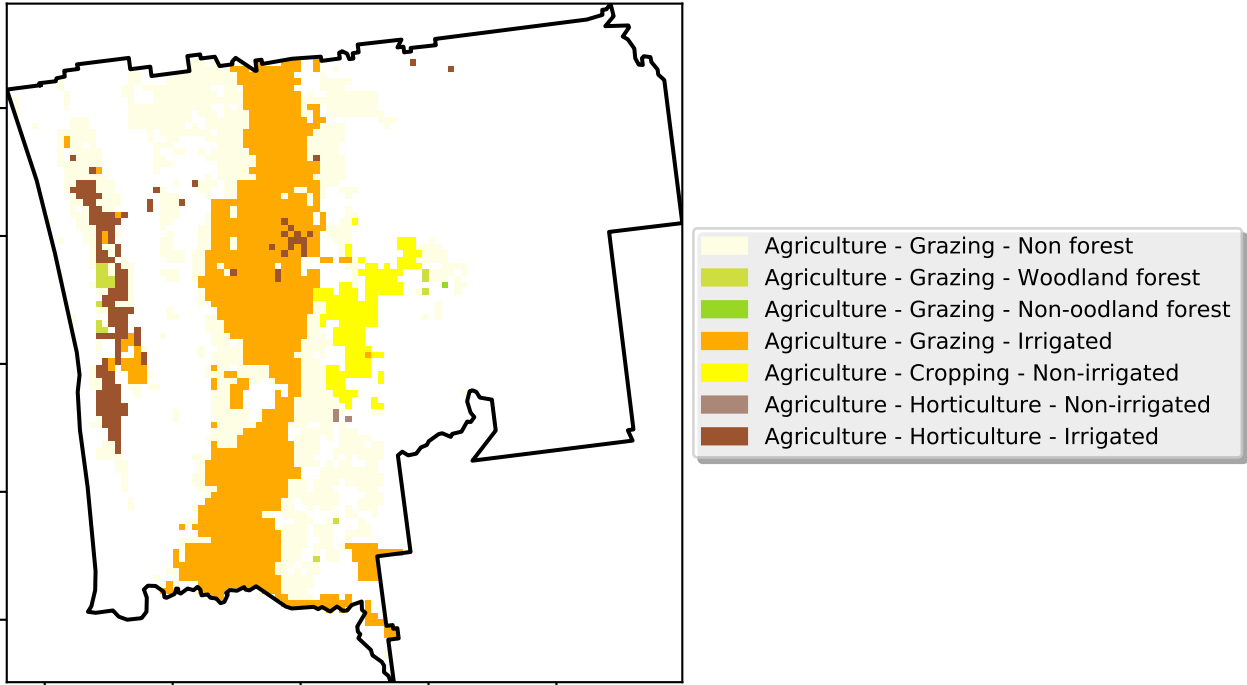 Agriculture - Grazing - Non forest
Agriculture - Grazing - Woodland forest
Agriculture - Grazing - Non-oodland forest
Agriculture - Grazing - Irrigated
Agriculture - Cropping - Non-irrigated
Agriculture - Horticulture - Non-irrigated
Agriculture - Horticulture - Irrigated